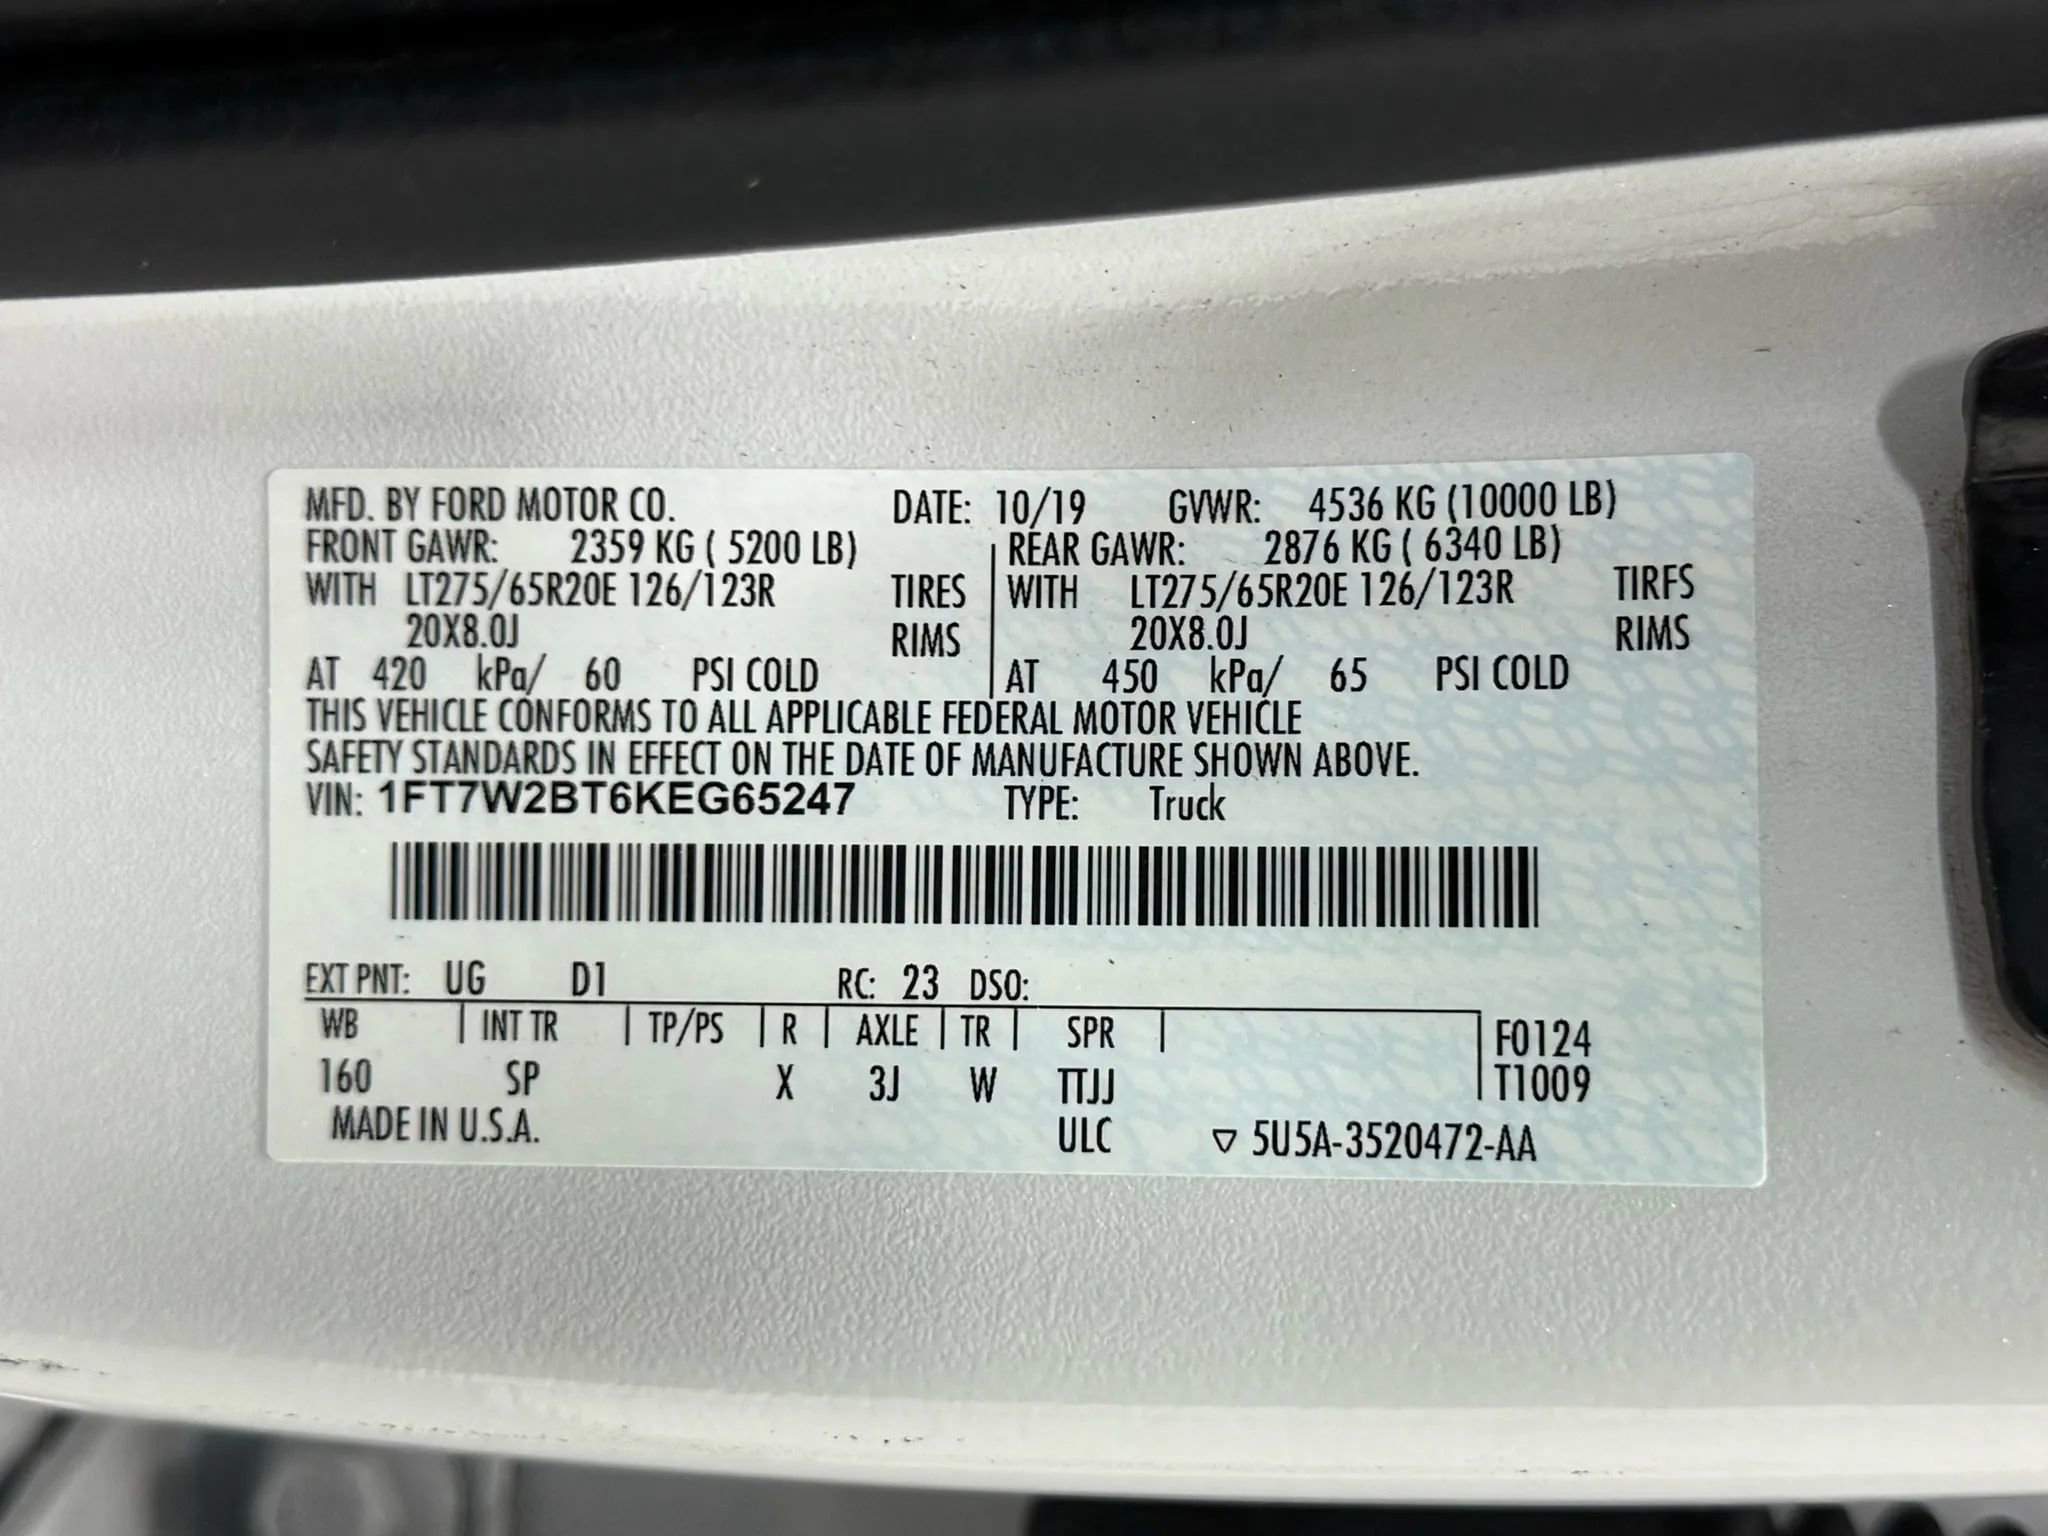 MFD. BY FORD MOTOR CO. DATE: 10/19 GVWR: 4536 KG (10000 LB)
FRONT GAWR: 2359 KG ( 5200 LB) REAR GAWR: 2876 KG ( 6340 LB)
WITH LT275/65R20E 126/123R TIRES WITH LT275/65R20E 126/123R TIRES
20X8.0J RIMS 20X8.0J RIMS
AT 420 kPa/ 60 PSI COLD AT 450 kPa/ 65 PSI COLD
THIS VEHICLE CONFORMS TO ALL APPLICABLE FEDERAL MOTOR VEHICLE
SAFETY STANDARDS IN EFFECT ON THE DATE OF MANUFACTURE SHOWN ABOVE.
VIN: 1FT7W2BT6KEG65247 TYPE: Truck
EXT PNT: UG D1 RC: 23 DSO:
WB INT TR TP/PS R AXLE TR SPR F0124
160 SP X 3J W TTJJ T1009
MADE IN U.S.A. ULC ▽ 5U5A-3520472-AA